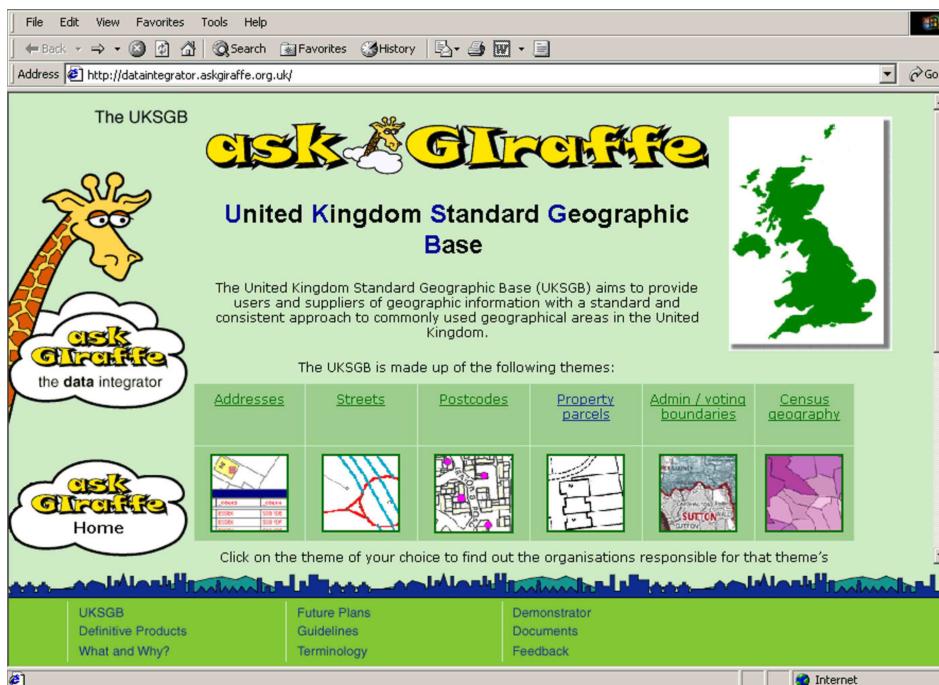 File Edit View Favorites Tools Help
Back Search Favorites History
Address http://dataintegrator.askgiraffe.org.uk/ Go
The UKSGB
ask GIraffe
United Kingdom Standard Geographic
Base
The United Kingdom Standard Geographic Base (UKSGB) aims to provide
users and suppliers of geographic information with a standard and
consistent approach to commonly used geographical areas in the United
Kingdom.
ask
GIraffe
the data integrator
The UKSGB is made up of the following themes:
Addresses Streets Postcodes Property parcels Admin / voting boundaries Census geography
SUTTON
ask
GIraffe
Home
Click on the theme of your choice to find out the organisations responsible for that theme's
UKSGB Future Plans Demonstrator
Definitive Products Guidelines Documents
What and Why? Terminology Feedback
Internet